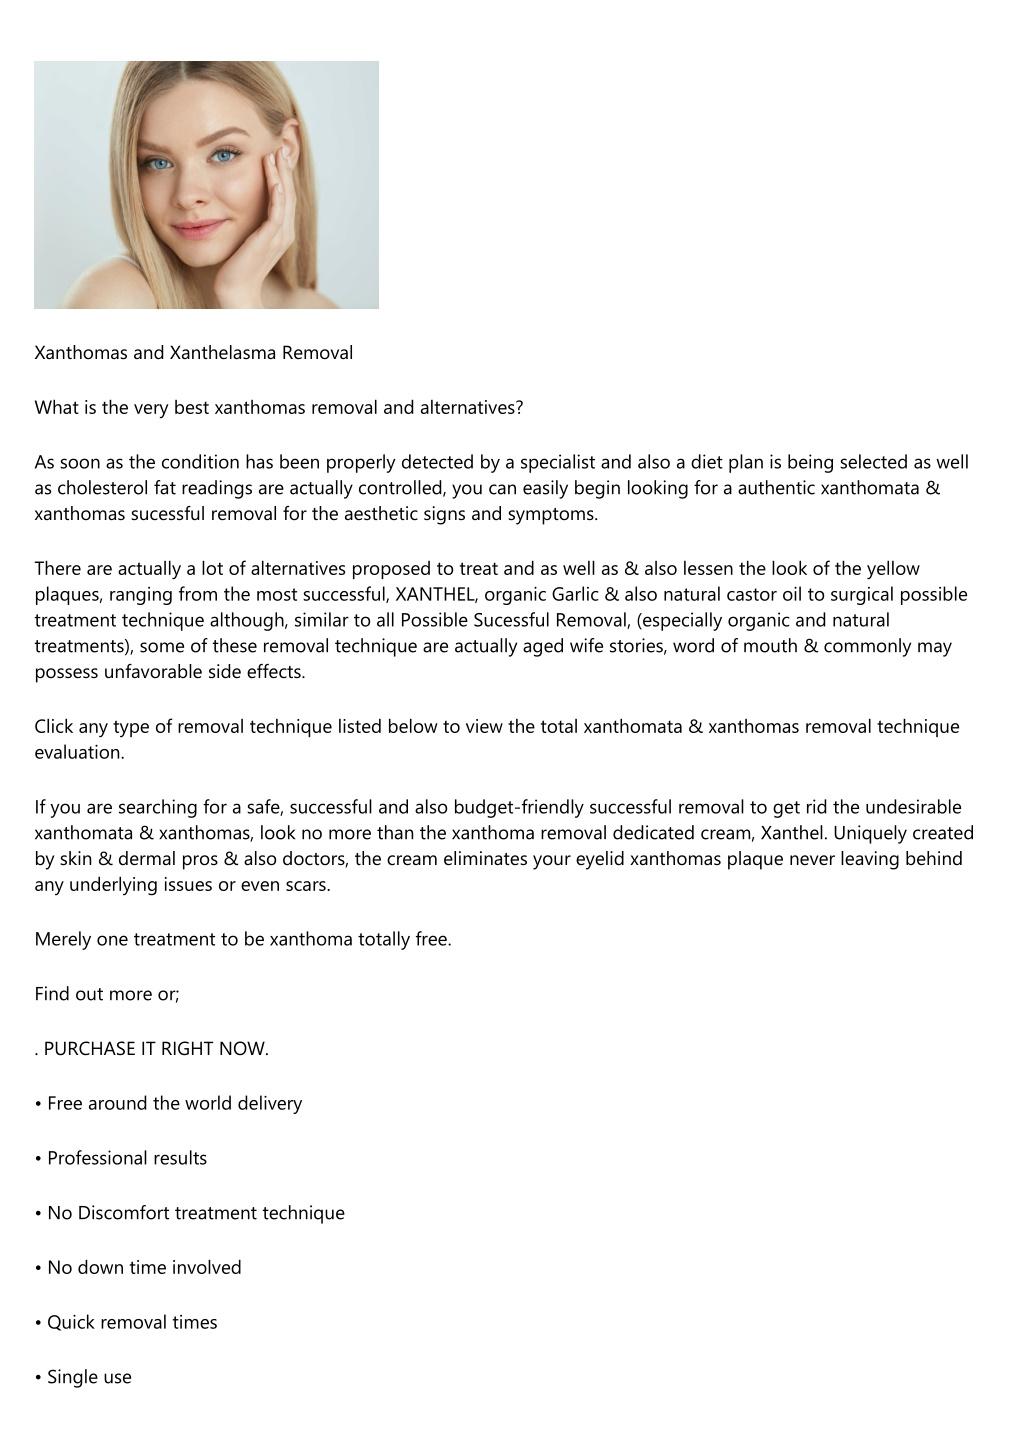 Xanthomas and Xanthelasma Removal
What is the very best xanthomas removal and alternatives?
As soon as the condition has been properly detected by a specialist and also a diet plan is being selected as well
as cholesterol fat readings are actually controlled, you can easily begin looking for a authentic xanthomata &
xanthomas sucessful removal for the aesthetic signs and symptoms.
There are actually a lot of alternatives proposed to treat and as well as & also lessen the look of the yellow
plaques, ranging from the most successful, XANTHEL, organic Garlic & also natural castor oil to surgical possible
treatment technique although, similar to all Possible Sucessful Removal, (especially organic and natural
treatments), some of these removal technique are actually aged wife stories, word of mouth & commonly may
possess unfavorable side effects.
Click any type of removal technique listed below to view the total xanthomata & xanthomas removal technique
evaluation.
If you are searching for a safe, successful and also budget-friendly successful removal to get rid the undesirable
xanthomata & xanthomas, look no more than the xanthoma removal dedicated cream, Xanthel. Uniquely created
by skin & dermal pros & also doctors, the cream eliminates your eyelid xanthomas plaque never leaving behind
any underlying issues or even scars.
Merely one treatment to be xanthoma totally free.
Find out more or;
. PURCHASE IT RIGHT NOW.
• Free around the world delivery
• Professional results
• No Discomfort treatment technique
• No down time involved
• Quick removal times
• Single use